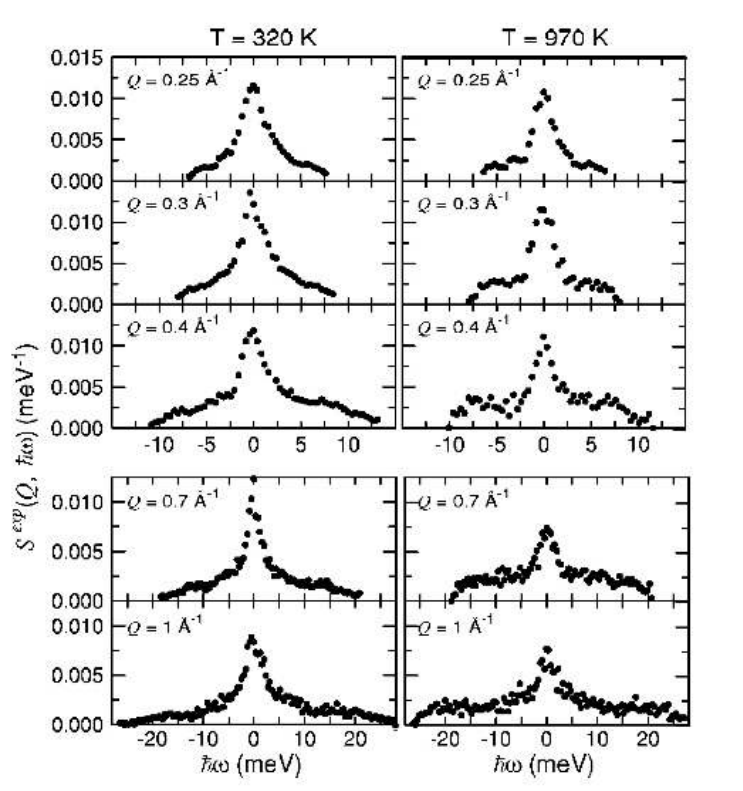 T = 320 K T = 970 K
0.015
Q = 0.25 Å⁻¹ Q = 0.25 Å⁻¹
0.010
0.005
0.000
Q = 0.3 Å⁻¹ Q = 0.3 Å⁻¹
0.010
0.005
0.000
Q = 0.4 Å⁻¹ Q = 0.4 Å⁻¹
0.010
0.005
0.000
-10 -5 0 5 10 -10 -5 0 5 10
S^exp(Q, ħω) (meV⁻¹)
Q = 0.7 Å⁻¹ Q = 0.7 Å⁻¹
0.010
0.005
0.000
Q = 1 Å⁻¹ Q = 1 Å⁻¹
0.010
0.005
0.000
-20 -10 0 10 20 -20 -10 0 10 20
ħω (meV) ħω (meV)